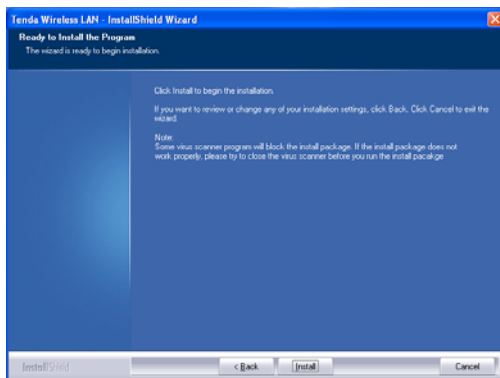 Tenda Wireless LAN - InstallShield Wizard
Ready to Install the Program
The wizard is ready to begin installation.
Click Install to begin the installation.
If you want to review or change any of your installation settings, click Back. Click Cancel to exit the
wizard.
Note:
Some virus scanner program will block the install package. If the install package does not
work properly, please try to close the virus scanner before you run the install pacakge
InstallShield
< Back
Install
Cancel